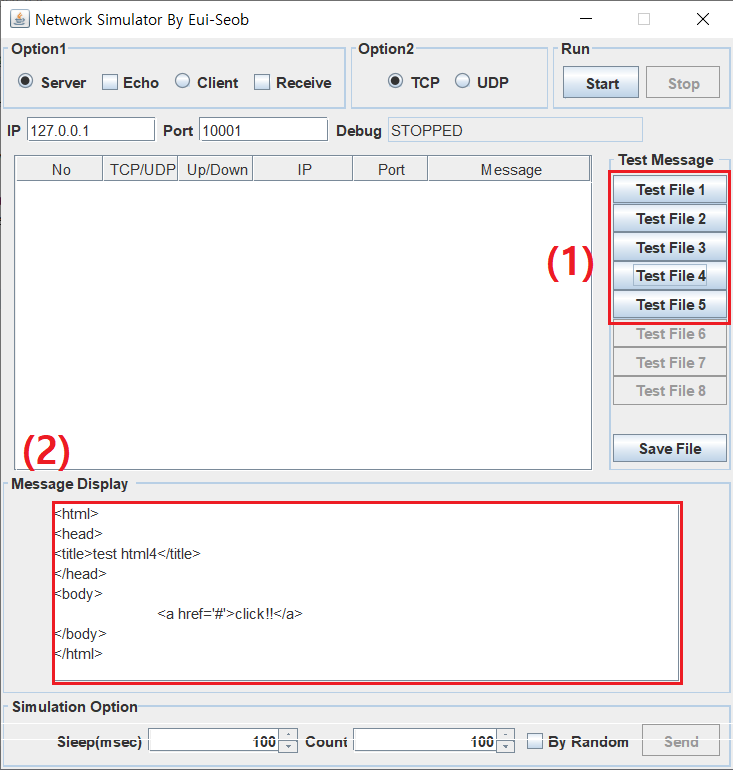 Network Simulator By Eui-Seob
Option1
Server Echo Client Receive
Option2
TCP UDP
Run
Start Stop
IP 127.0.0.1 Port 10001 Debug STOPPED
No TCP/UDP Up/Down IP Port Message
Test Message
Test File 1
Test File 2
Test File 3
(1)
Test File 4
Test File 5
Test File 6
Test File 7
Test File 8
(2)
Save File
Message Display
<html>
<head>
<title>test html4</title>
</head>
<body>
<a href='#'>click!!</a>
</body>
</html>
Simulation Option
Sleep(msec) 100 Count 100 By Random Send